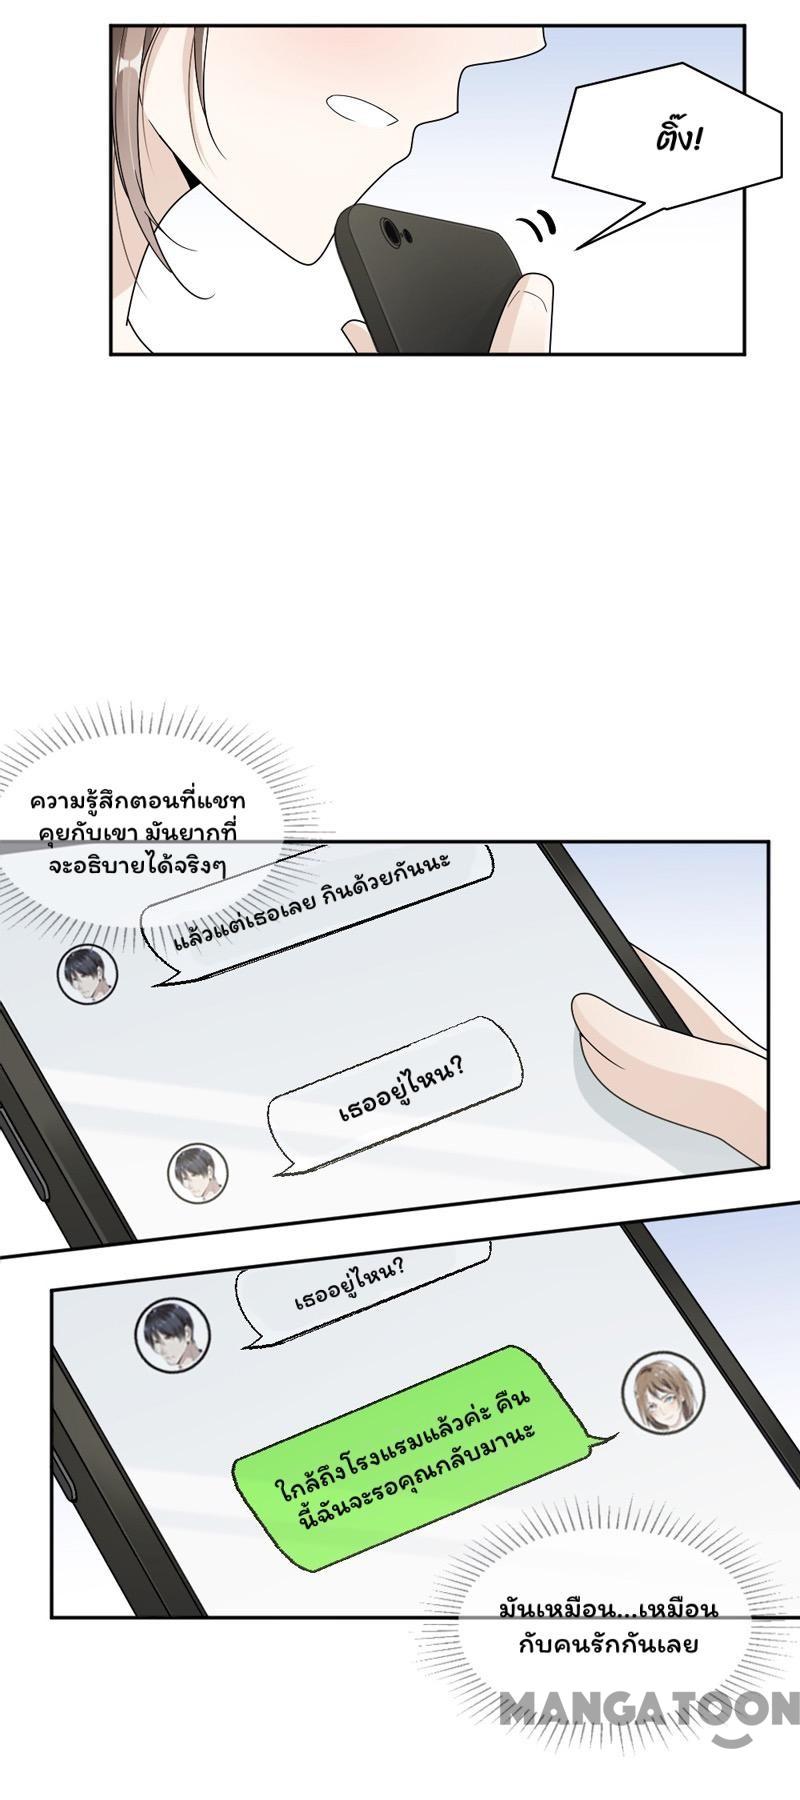 ติ๊ง!
ความรู้สึกตอนที่แชท
คุยกับเขา มันยากที่
จะอธิบายได้จริงๆ
แล้วแต่เธอเลย กินด้วยกันนะ
เธออยู่ไหน?
เธออยู่ไหน?
ใกล้ถึงโรงแรมแล้วค่ะ คืน
นี้ฉันจะรอคุณกลับมานะ
มันเหมือน...เหมือน
กับคนรักกันเลย
MANGATOON